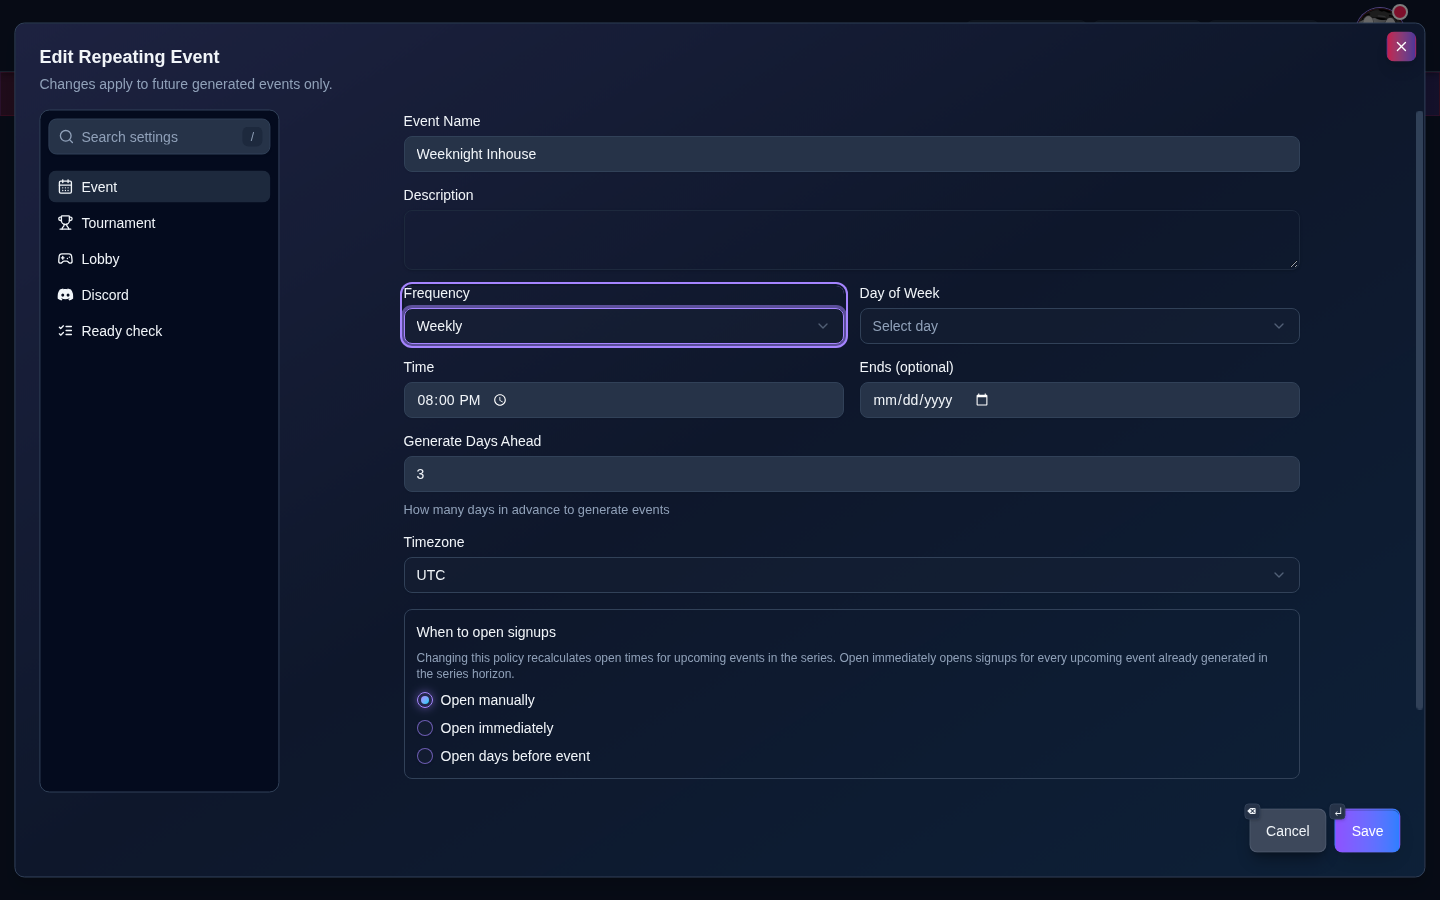 Edit Repeating Event
Changes apply to future generated events only.
Search settings /
Event
Tournament
Lobby
Discord
Ready check
Event Name
Weeknight Inhouse
Description
Frequency
Weekly
Day of Week
Select day
Time
08:00 PM
Ends (optional)
mm/dd/yyyy
Generate Days Ahead
3
How many days in advance to generate events
Timezone
UTC
When to open signups
Changing this policy recalculates open times for upcoming events in the series. Open immediately opens signups for every upcoming event already generated in
the series horizon.
Open manually
Open immediately
Open days before event
Cancel
Save